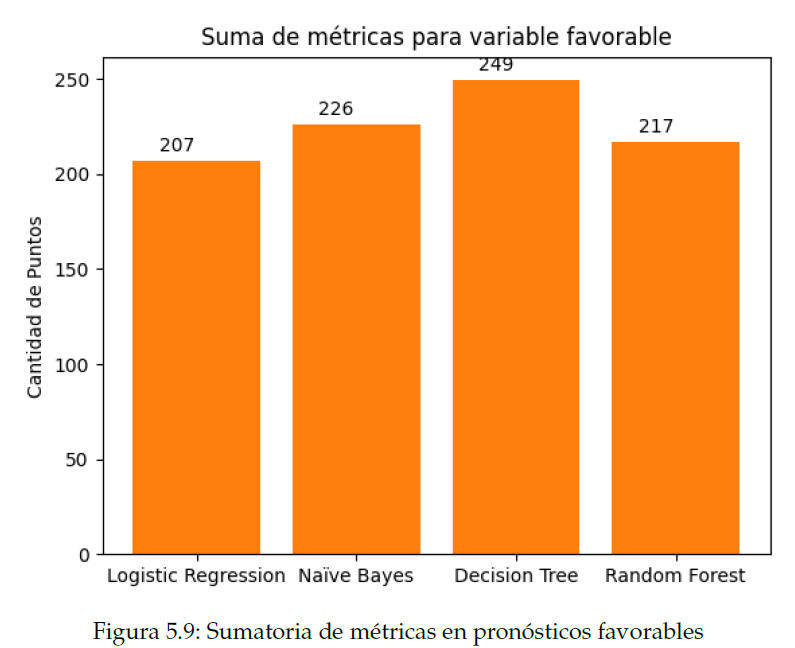 Suma de métricas para variable favorable
Cantidad de Puntos
250
200
150
100
50
0
207
226
249
217
Logistic Regression
Naïve Bayes
Decision Tree
Random Forest
Figura 5.9: Sumatoria de métricas en pronósticos favorables